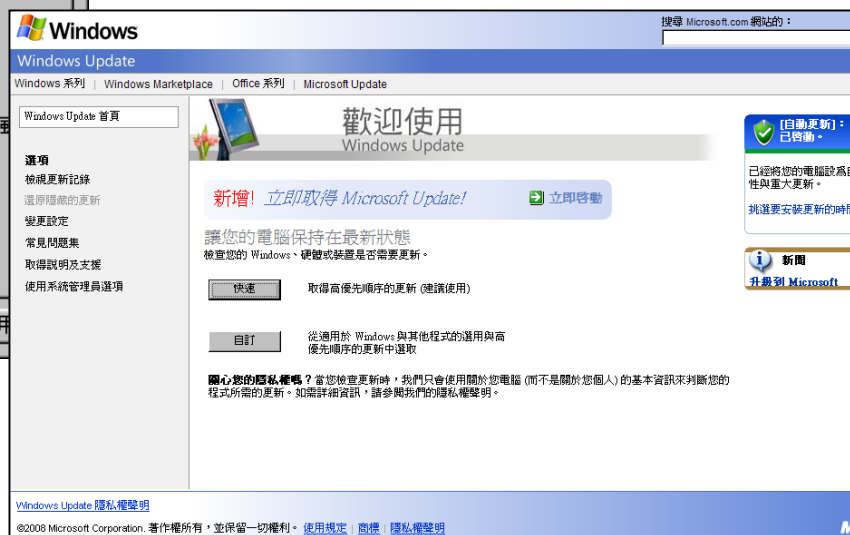 Windows
搜尋 Microsoft.com 網站的：
Windows Update
Windows 系列 | Windows Marketplace | Office 系列 | Microsoft Update
Windows Update 首頁
選項
檢視更新記錄
還原隱藏的更新
變更設定
常見問題集
取得說明及支援
使用系統管理員選項
歡迎使用
Windows Update
新增! 立即取得 Microsoft Update!
立即啓動
讓您的電腦保持在最新狀態
檢查您的 Windows、硬體或裝置是否需要更新。
快速
取得高優先順序的更新 (建議使用)
自訂
從適用於 Windows 與其他程式的選用與高
優先順序的更新中選取
關心您的隱私權嗎？當您檢查更新時，我們只會使用關於您電腦 (而不是關於您個人) 的基本資訊來判斷您的
程式所需的更新。如需詳細資訊，請參閱我們的隱私權聲明。
[自動更新]：
已啓動。
已經將您的電腦設爲自
性與重大更新。
挑選要安裝更新的時間
新聞
升級到 Microsoft
Windows Update 隱私權聲明
©2008 Microsoft Corporation. 著作權所有，並保留一切權利。 使用規定 | 商標 | 隱私權聲明